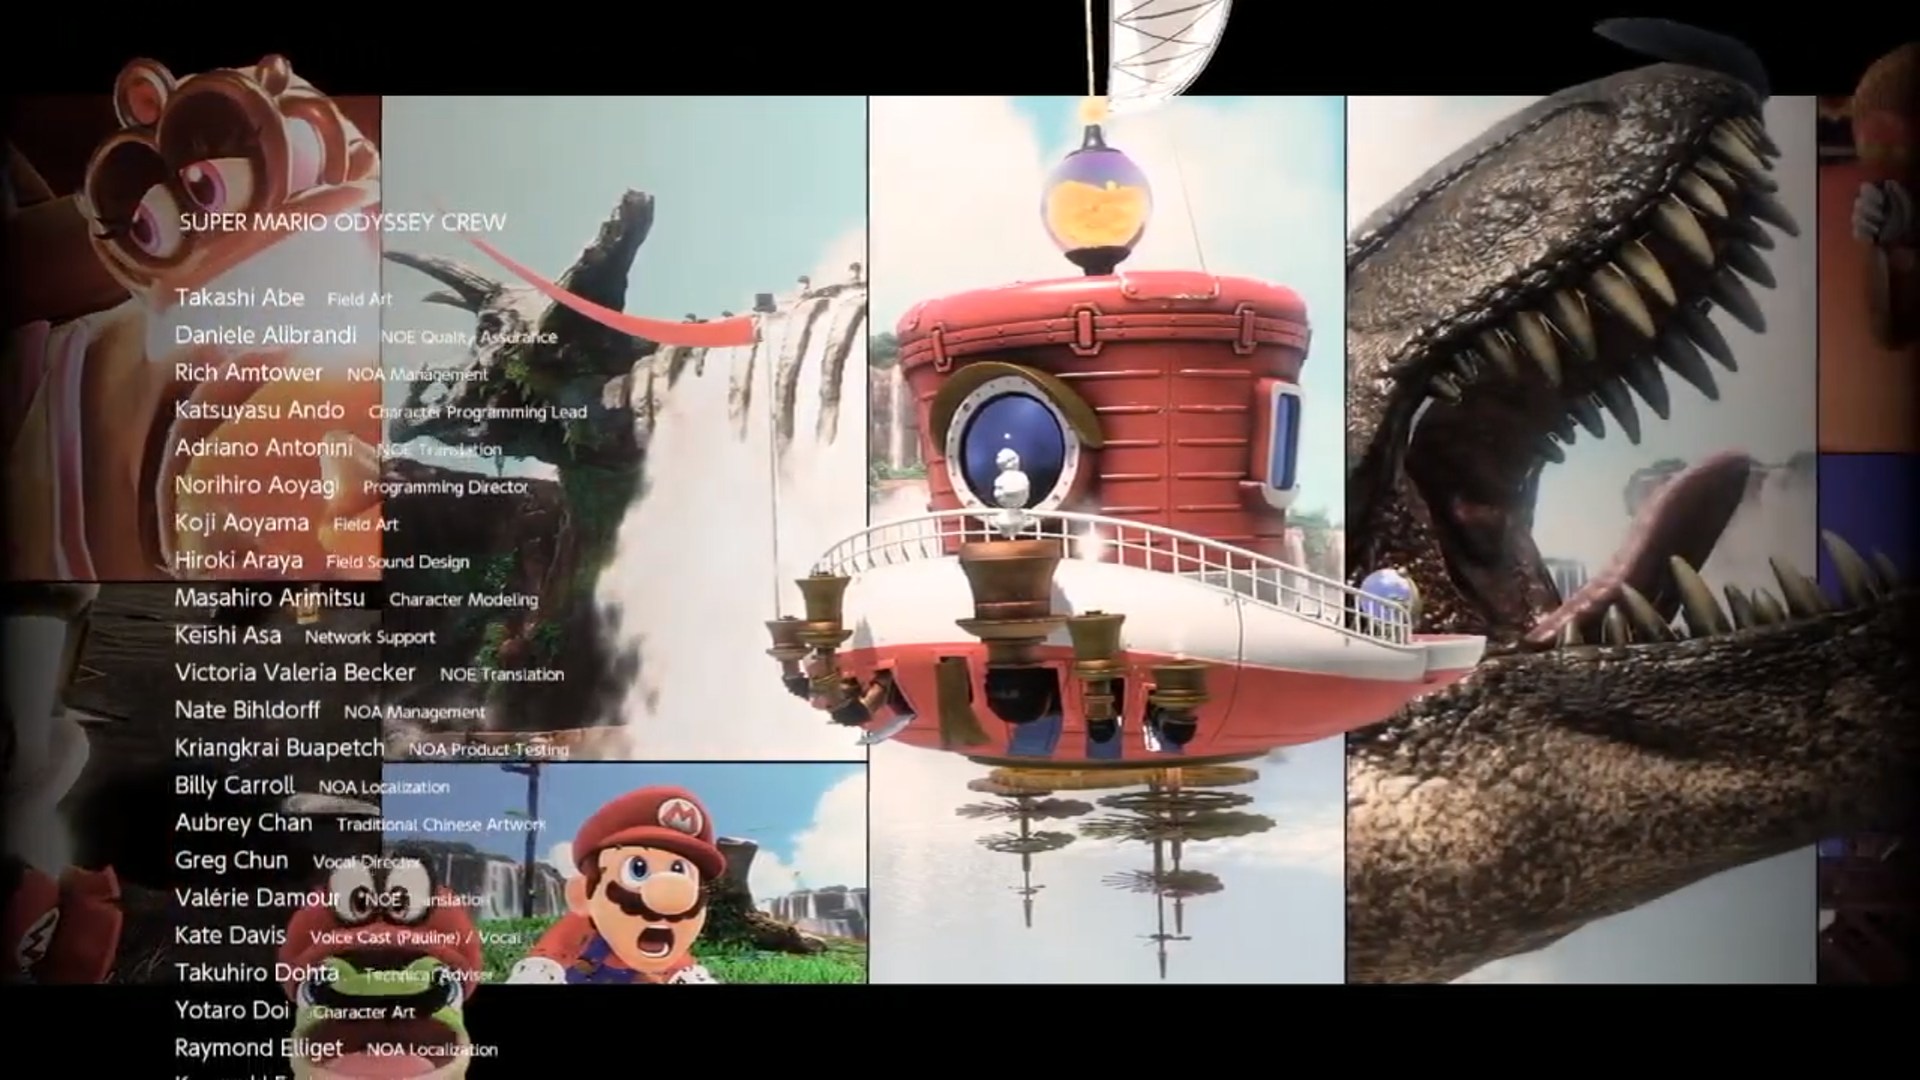 SUPER MARIO ODYSSEY CREW
Takashi Abe Field Art
Daniele Alibrandi NOE Quality Assurance
Rich Amtower NOA Management
Katsuyasu Ando Character Programming Lead
Adriano Antonini NOE Translation
Norihiro Aoyagi Programming Director
Koji Aoyama Field Art
Hiroki Araya Field Sound Design
Masahiro Arimitsu Character Modeling
Keishi Asa Network Support
Victoria Valeria Becker NOE Translation
Nate Bihldorff NOA Management
Kriangkrai Buapetch NOA Product Testing
Billy Carroll NOA Localization
Aubrey Chan Traditional Chinese Artwork
Greg Chun Vocal Director
Valérie Damour NOE Translation
Kate Davis Voice Cast (Pauline) / Vocal
Takuhiro Dohta Technical Adviser
Yotaro Doi Character Art
Raymond Elliget NOA Localization